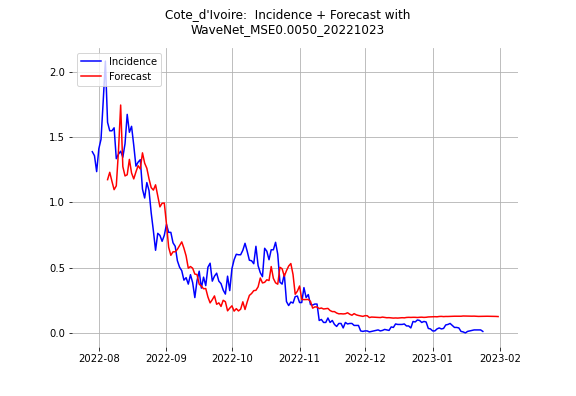 Cote_d'Ivoire:  Incidence + Forecast with
WaveNet_MSE0.0050_20221023
Incidence
Forecast
2.0
1.5
1.0
0.5
0.0
2022-08 2022-09 2022-10 2022-11 2022-12 2023-01 2023-02